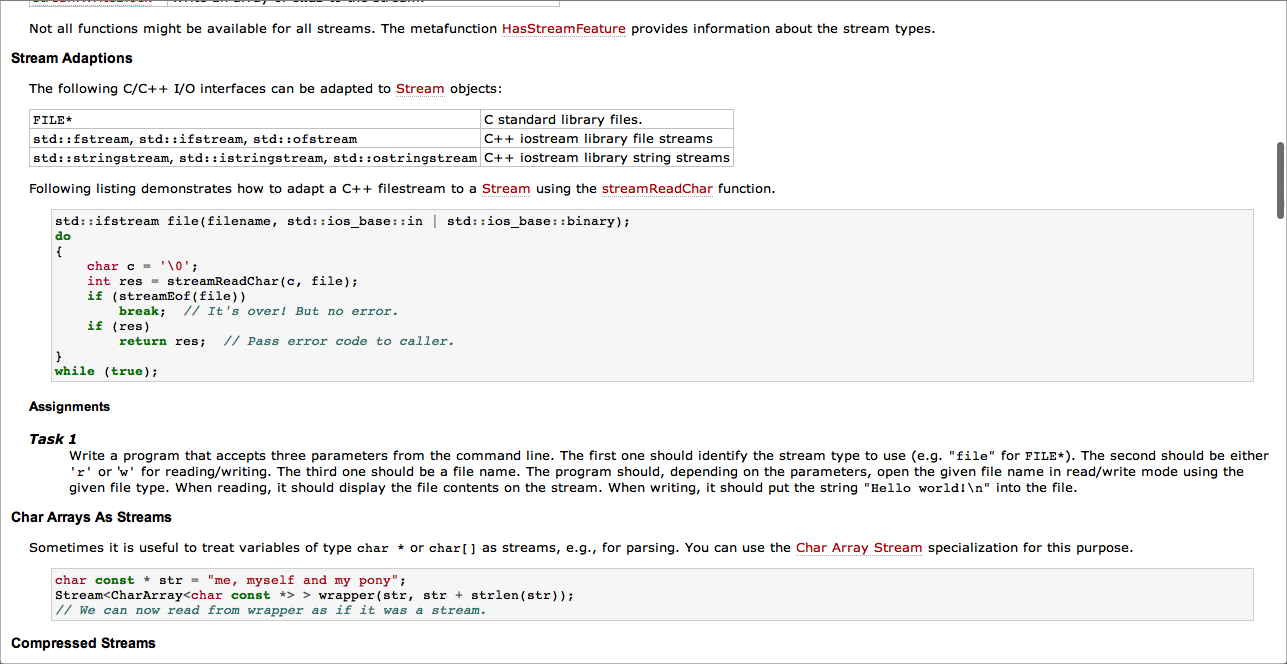 Not all functions might be available for all streams. The metafunction HasStreamFeature provides information about the stream types.
Stream Adaptions
The following C/C++ I/O interfaces can be adapted to Stream objects:
FILE* C standard library files.
std::fstream, std::ifstream, std::ofstream C++ iostream library file streams
std::stringstream, std::istringstream, std::ostringstream C++ iostream library string streams
Following listing demonstrates how to adapt a C++ filestream to a Stream using the streamReadChar function.
std::ifstream file(filename, std::ios_base::in | std::ios_base::binary);
do
{
    char c = '\0';
    int res = streamReadChar(c, file);
    if (streamEof(file))
        break;  // It's over! But no error.
    if (res)
        return res;  // Pass error code to caller.
}
while (true);
Assignments
Task 1
Write a program that accepts three parameters from the command line. The first one should identify the stream type to use (e.g. "file" for FILE*). The second should be either
'r' or 'w' for reading/writing. The third one should be a file name. The program should, depending on the parameters, open the given file name in read/write mode using the
given file type. When reading, it should display the file contents on the stream. When writing, it should put the string "Hello world!\n" into the file.
Char Arrays As Streams
Sometimes it is useful to treat variables of type char * or char[] as streams, e.g., for parsing. You can use the Char Array Stream specialization for this purpose.
char const * str = "me, myself and my pony";
Stream<CharArray<char const *> > wrapper(str, str + strlen(str));
// We can now read from wrapper as if it was a stream.
Compressed Streams